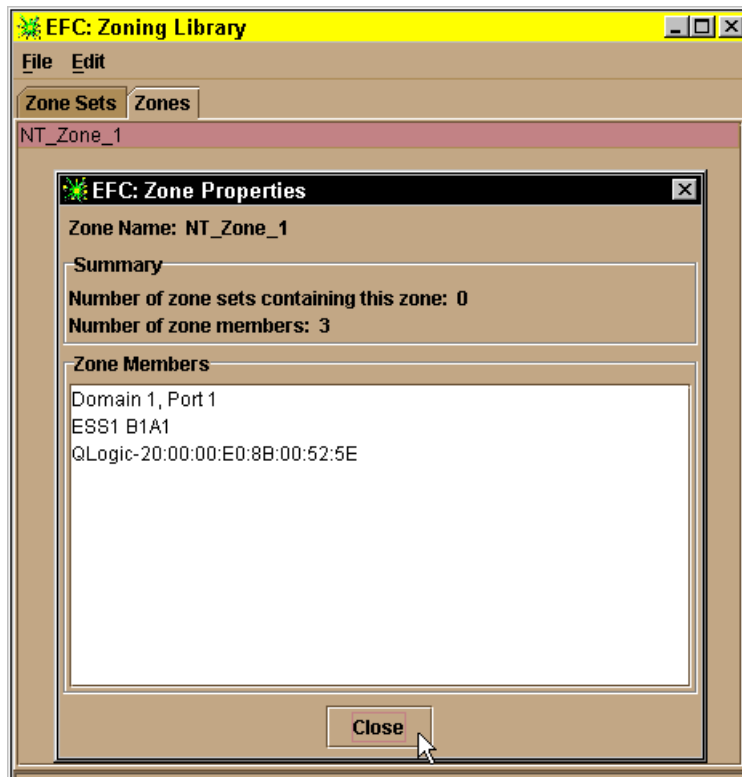 EFC: Zoning Library
File Edit
Zone Sets Zones
NT_Zone_1
EFC: Zone Properties
Zone Name: NT_Zone_1
Summary
Number of zone sets containing this zone: 0
Number of zone members: 3
Zone Members
Domain 1, Port 1
ESS1 B1A1
QLogic-20:00:00:E0:8B:00:52:5E
Close